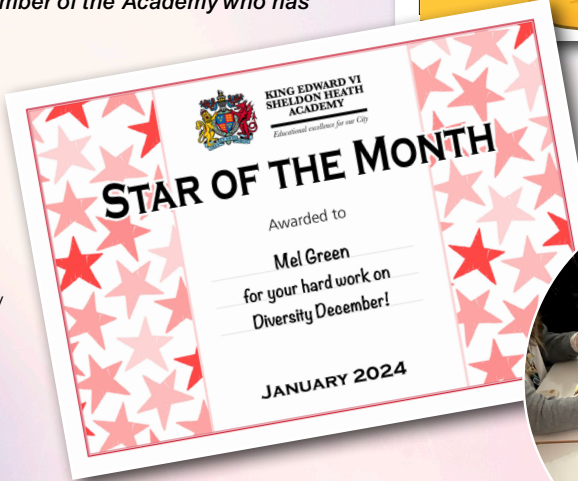 mber of the Academy who has
KING EDWARD VI
SHELDON HEATH
ACADEMY
Educational excellence for our City
STAR OF THE MONTH
Awarded to
Mel Green
for your hard work on
Diversity December!
JANUARY 2024